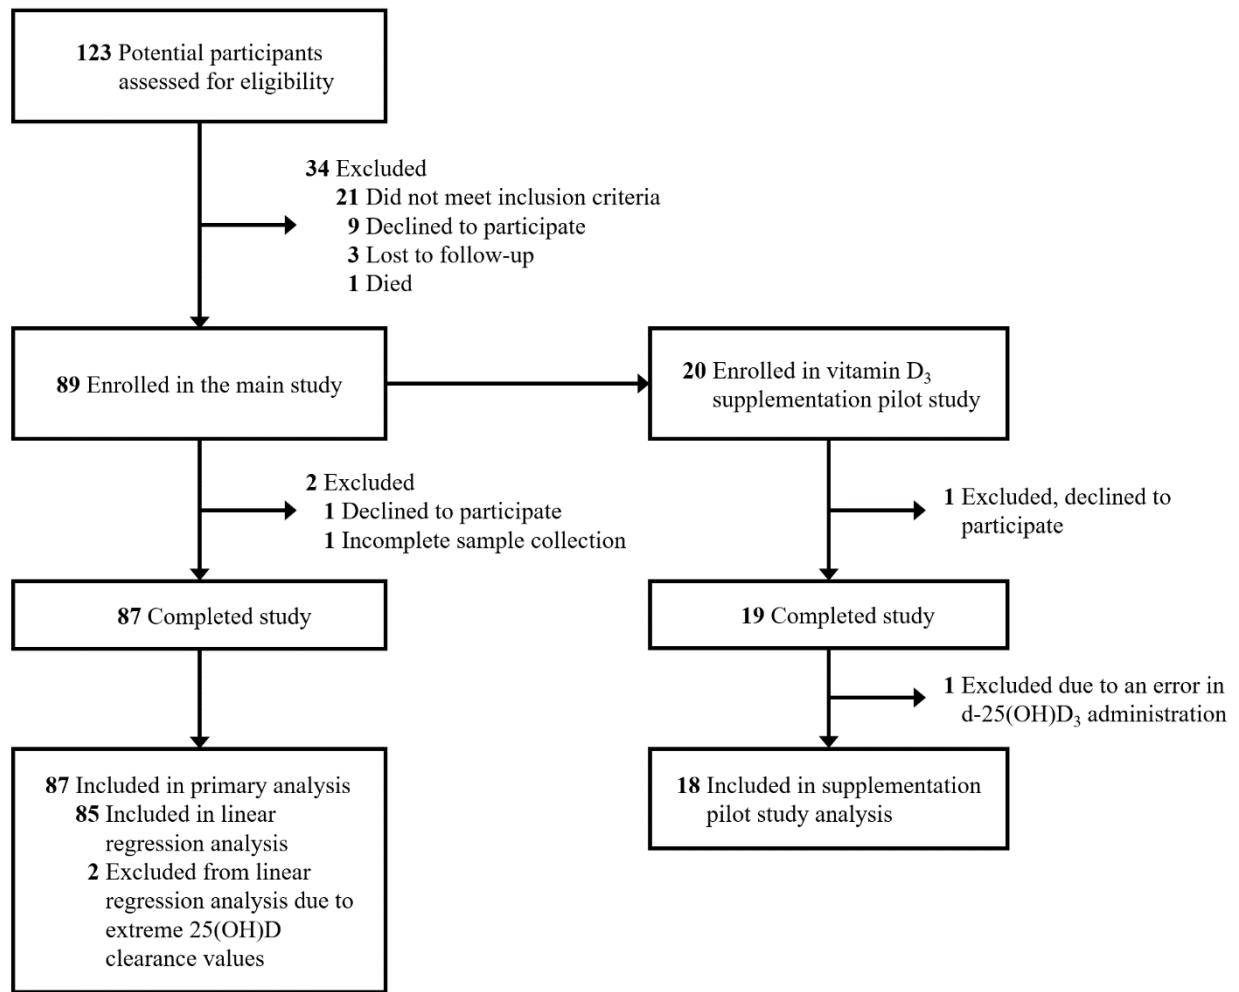 123 Potential participants
assessed for eligibility
34 Excluded
21 Did not meet inclusion criteria
9 Declined to participate
3 Lost to follow-up
1 Died
89 Enrolled in the main study
20 Enrolled in vitamin D₃
supplementation pilot study
2 Excluded
1 Declined to participate
1 Incomplete sample collection
1 Excluded, declined to
participate
87 Completed study
19 Completed study
1 Excluded due to an error in
d-25(OH)D₃ administration
87 Included in primary analysis
85 Included in linear
regression analysis
2 Excluded from linear
regression analysis due to
extreme 25(OH)D
clearance values
18 Included in supplementation
pilot study analysis